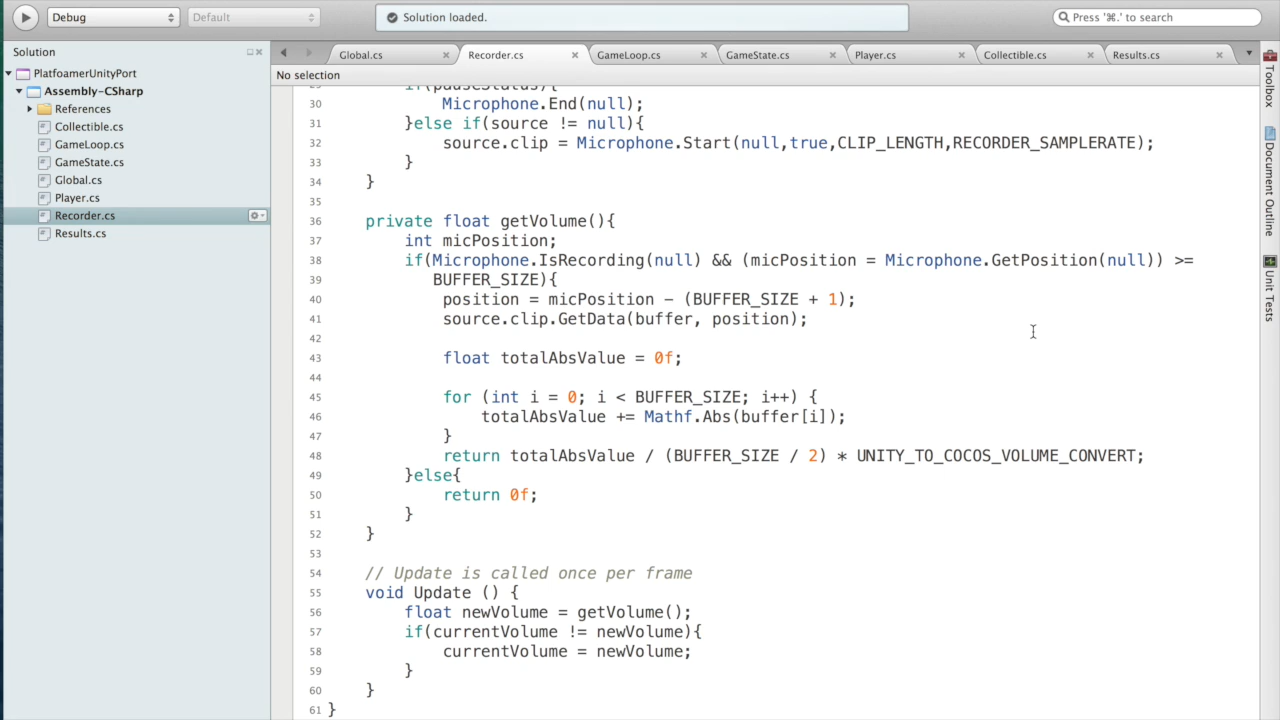 Debug
Default
Solution loaded.
Press '⌘.' to search
Solution
Global.cs
Recorder.cs
GameLoop.cs
GameState.cs
Player.cs
Collectible.cs
Results.cs
No selection
PlatfoamerUnityPort
Assembly-CSharp
References
Collectible.cs
GameLoop.cs
GameState.cs
Global.cs
Player.cs
Recorder.cs
Results.cs
29 if(pauseStatus){
30 Microphone.End(null);
31 }else if(source != null){
32 source.clip = Microphone.Start(null,true,CLIP_LENGTH,RECORDER_SAMPLERATE);
33 }
34 }
35
36 private float getVolume(){
37 int micPosition;
38 if(Microphone.IsRecording(null) && (micPosition = Microphone.GetPosition(null)) >=
39 BUFFER_SIZE){
40 position = micPosition - (BUFFER_SIZE + 1);
41 source.clip.GetData(buffer, position);
42
43 float totalAbsValue = 0f;
44
45 for (int i = 0; i < BUFFER_SIZE; i++) {
46 totalAbsValue += Mathf.Abs(buffer[i]);
47 }
48 return totalAbsValue / (BUFFER_SIZE / 2) * UNITY_TO_COCOS_VOLUME_CONVERT;
49 }else{
50 return 0f;
51 }
52 }
53
54 // Update is called once per frame
55 void Update () {
56 float newVolume = getVolume();
57 if(currentVolume != newVolume){
58 currentVolume = newVolume;
59 }
60 }
61 }
Toolbox
Document Outline
Unit Tests